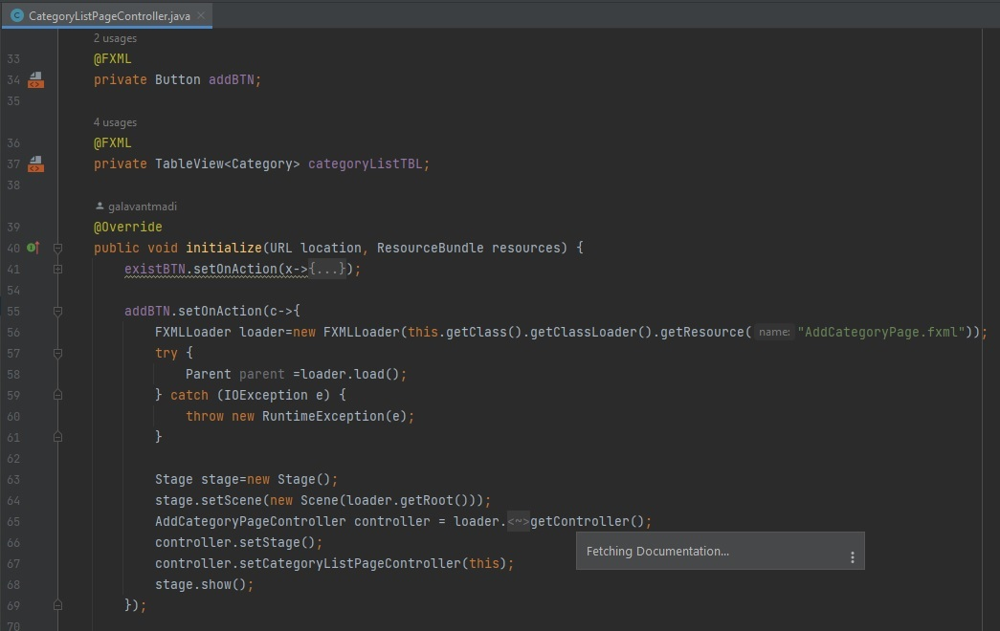 CategoryListPageController.java
2 usages
33 @FXML
34 private Button addBTN;
35
4 usages
36 @FXML
37 private TableView<Category> categoryListTBL;
38
galavantmadi
39 @Override
40 public void initialize(URL location, ResourceBundle resources) {
41 existBTN.setOnAction(x->{...});
54
55 addBTN.setOnAction(c->{
56 FXMLLoader loader=new FXMLLoader(this.getClass().getClassLoader().getResource( name: "AddCategoryPage.fxml"));
57 try {
58 Parent parent =loader.load();
59 } catch (IOException e) {
60 throw new RuntimeException(e);
61 }
62
63 Stage stage=new Stage();
64 stage.setScene(new Scene(loader.getRoot()));
65 AddCategoryPageController controller = loader.<~>getController();
66 controller.setStage();
Fetching Documentation...
67 controller.setCategoryListPageController(this);
68 stage.show();
69 });
70